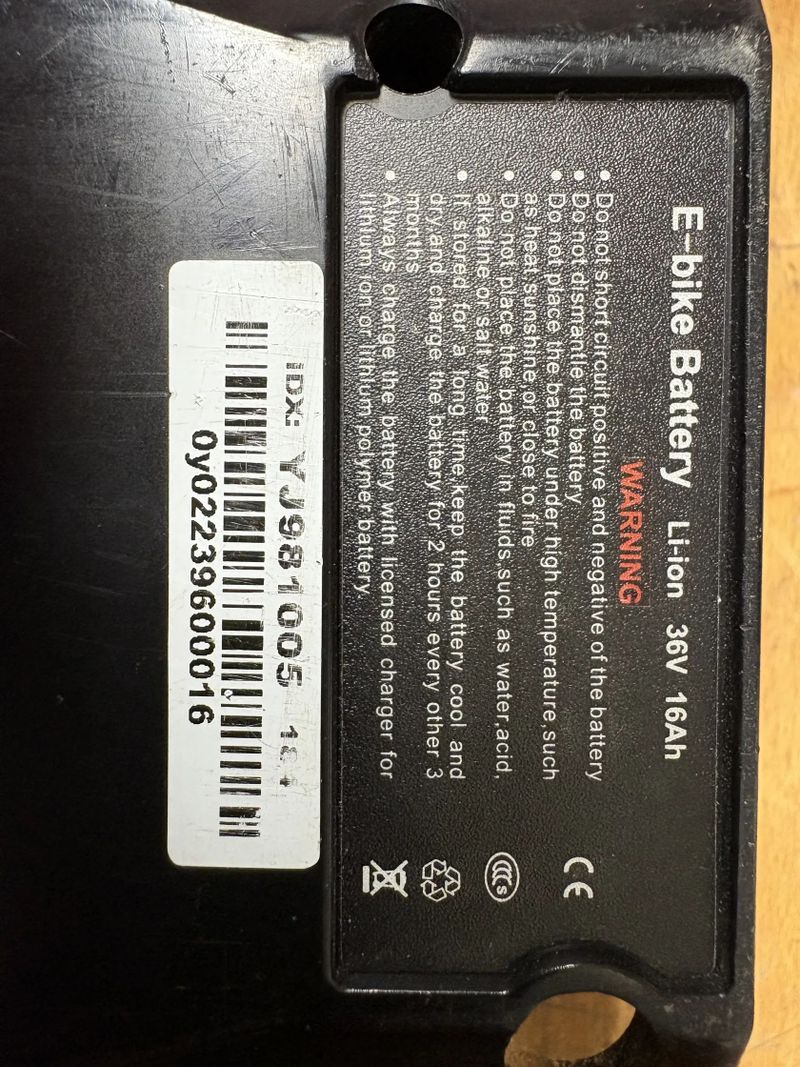 E-bike Battery Li-ion 36V 16Ah
WARNING
• Do not short circuit positive and negative of the battery
• Do not dismantle the battery
• Do not place the battery under high temperature,such
as heat sunshine or close to fire
• Do not place the battery in fluids,such as water,acid,
alkaline or salt water
• If stored for a long time,keep the battery cool and
dry,and charge the battery for 2 hours every other 3
months
• Always charge the battery with licensed charger for
lithium ion or lithium polymer battery
CE
CCC S
YJ981005
0y02239600016